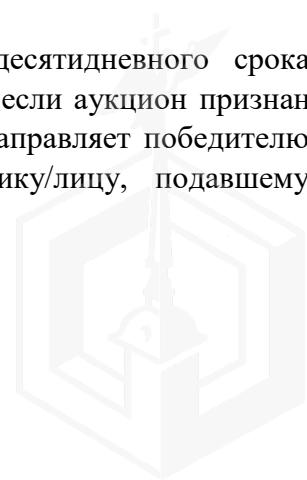 десятидневного срока
если аукцион признан
направляет победителю
ику/лицу, подавшему